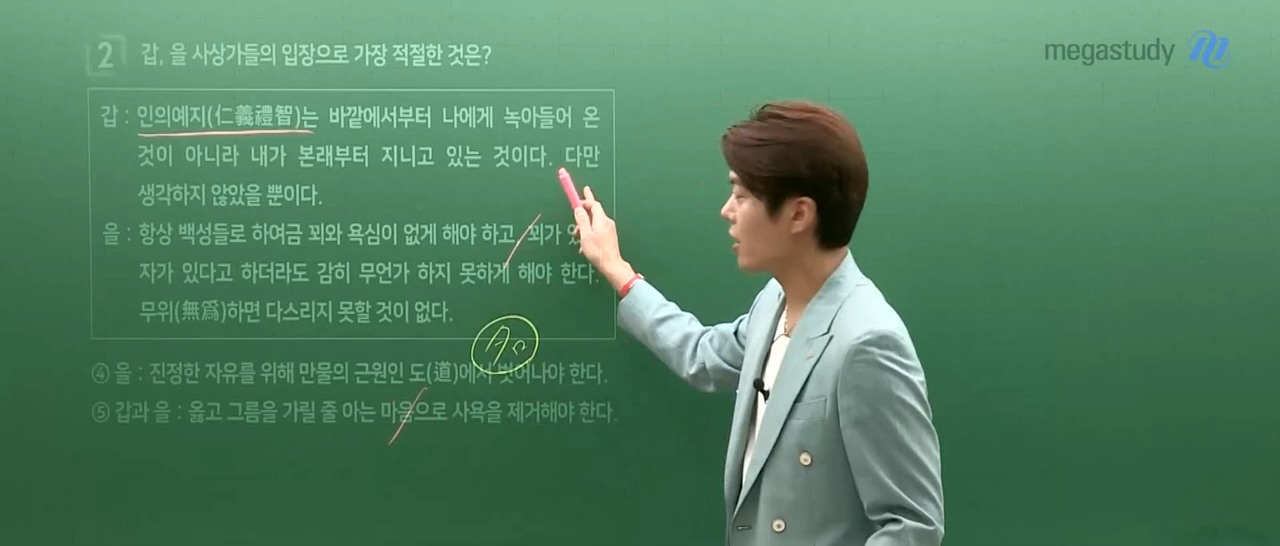 megastudy
2 갑, 을 사상가들의 입장으로 가장 적절한 것은?
갑 : 인의예지(仁義禮智)는 바깥에서부터 나에게 녹아들어 온
것이 아니라 내가 본래부터 지니고 있는 것이다. 다만
생각하지 않았을 뿐이다.
을 : 항상 백성들로 하여금 꾀와 욕심이 없게 해야 하고, 꾀가
자가 있다고 하더라도 감히 무언가 하지 못하게 해야 한다.
무위(無爲)하면 다스리지 못할 것이 없다.
④ 을 : 진정한 자유를 위해 만물의 근원인 도(道)에서 벗어나야 한다.
⑤ 갑과 을 : 옳고 그름을 가릴 줄 아는 마음으로 사욕을 제거해야 한다.